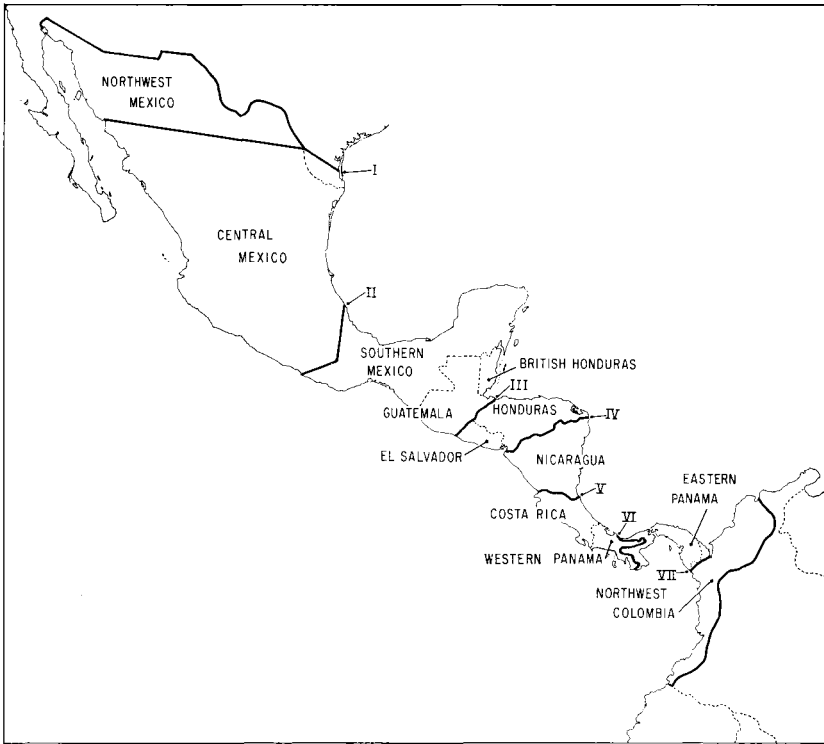 NORTHWEST
MEXICO
I
CENTRAL
MEXICO
II
SOUTHERN
MEXICO
BRITISH HONDURAS
III
GUATEMALA
HONDURAS
IV
EL SALVADOR
NICARAGUA
EASTERN
PANAMA
V
COSTA RICA
VI
WESTERN PANAMA
VII
NORTHWEST
COLOMBIA